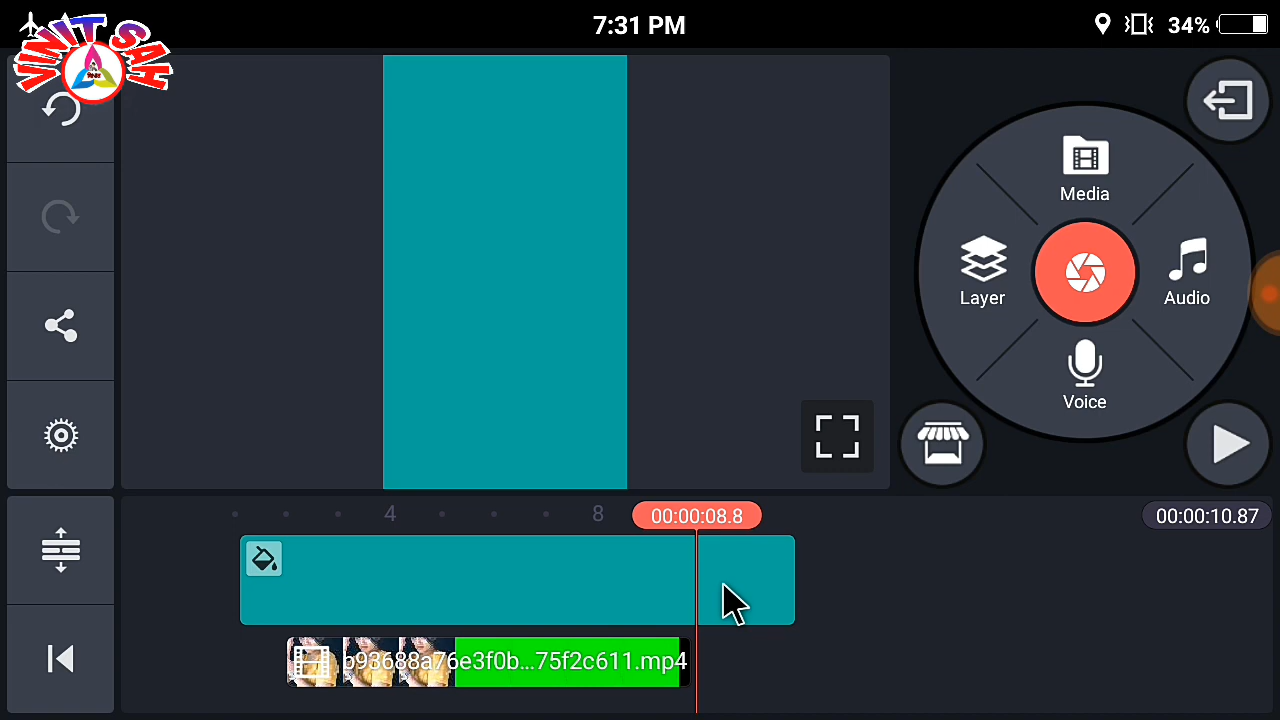 7:31 PM
34%
VINIT SAH
Media
Layer
Audio
Voice
4
8
00:00:08.8
00:00:10.87
b93688a76e3f0b...75f2c611.mp4